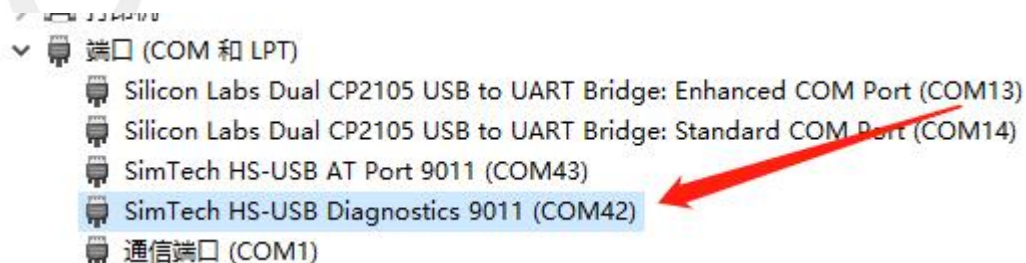 端口 (COM 和 LPT)
Silicon Labs Dual CP2105 USB to UART Bridge: Enhanced COM Port (COM13)
Silicon Labs Dual CP2105 USB to UART Bridge: Standard COM Port (COM14)
SimTech HS-USB AT Port 9011 (COM43)
SimTech HS-USB Diagnostics 9011 (COM42)
通信端口 (COM1)